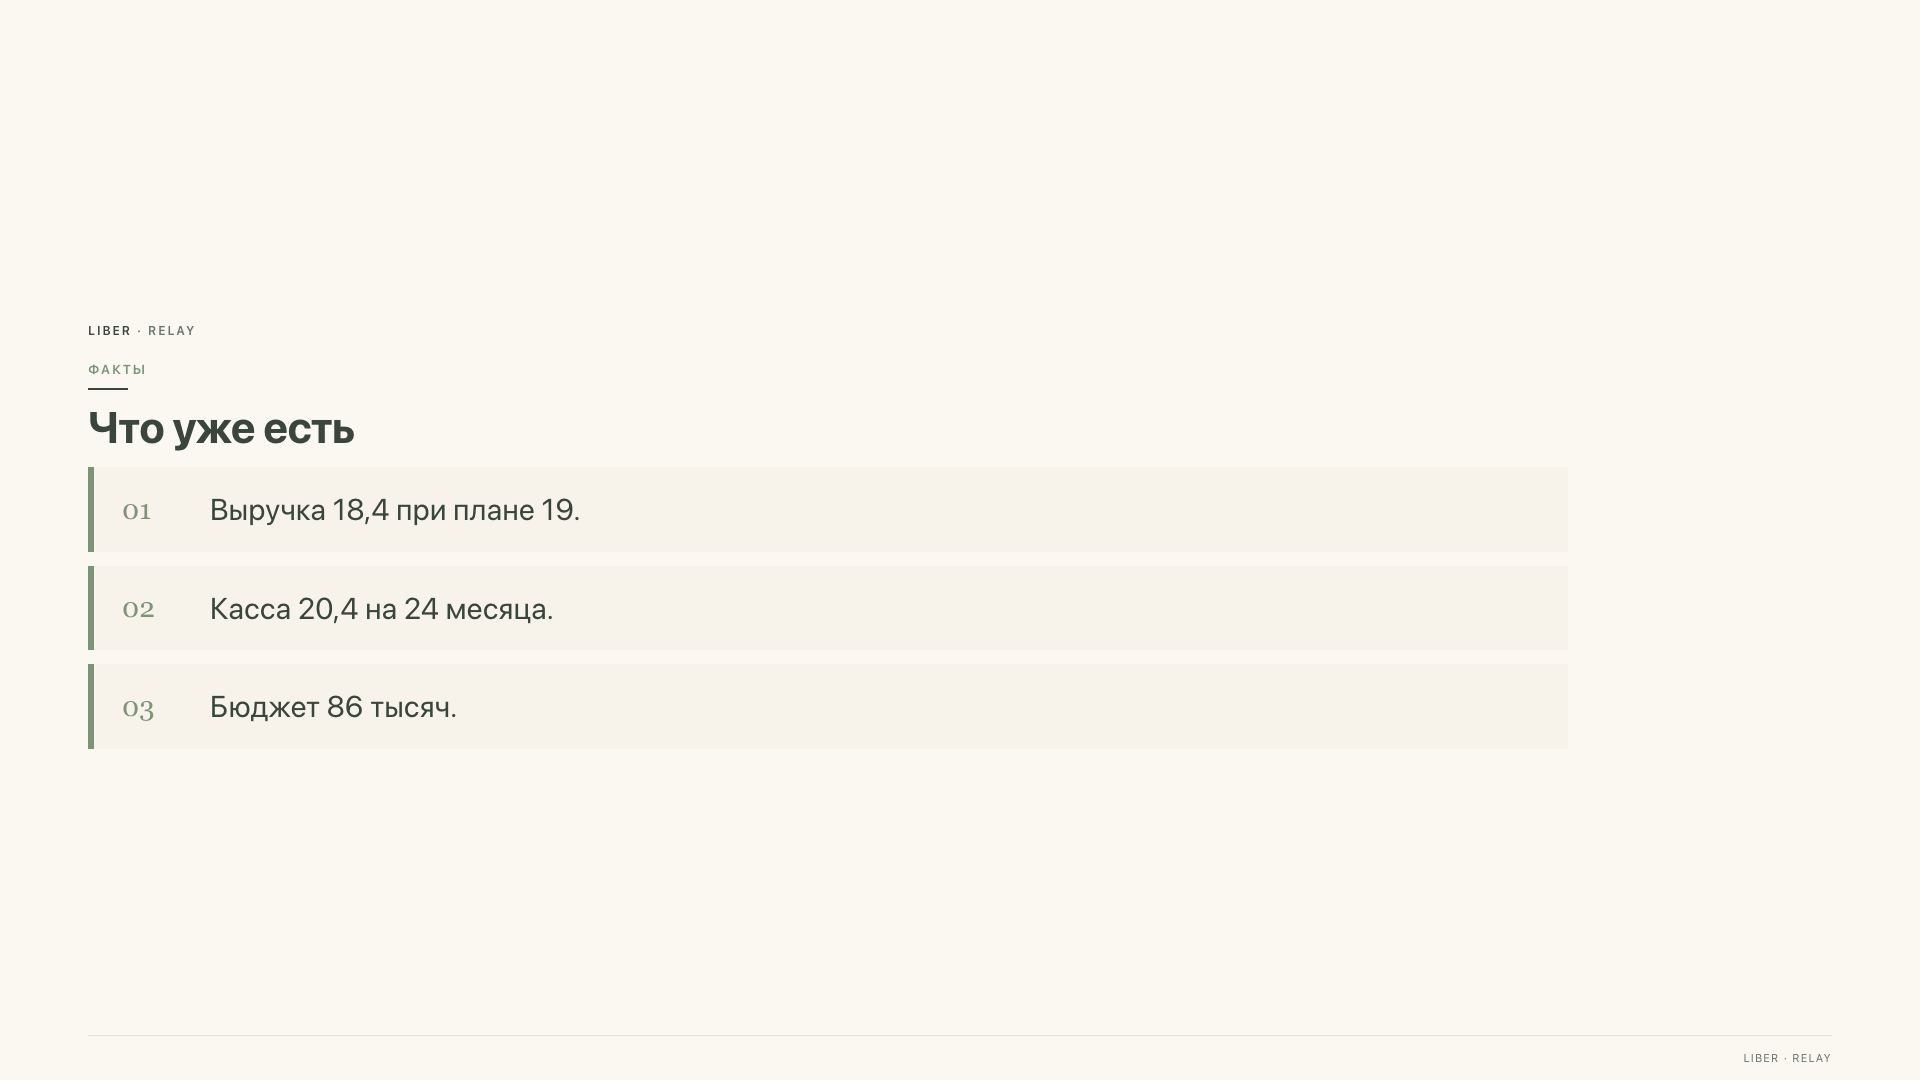 LIBER · RELAY
ФАКТЫ
Что уже есть
01 Выручка 18,4 при плане 19.
02 Касса 20,4 на 24 месяца.
03 Бюджет 86 тысяч.
LIBER · RELAY